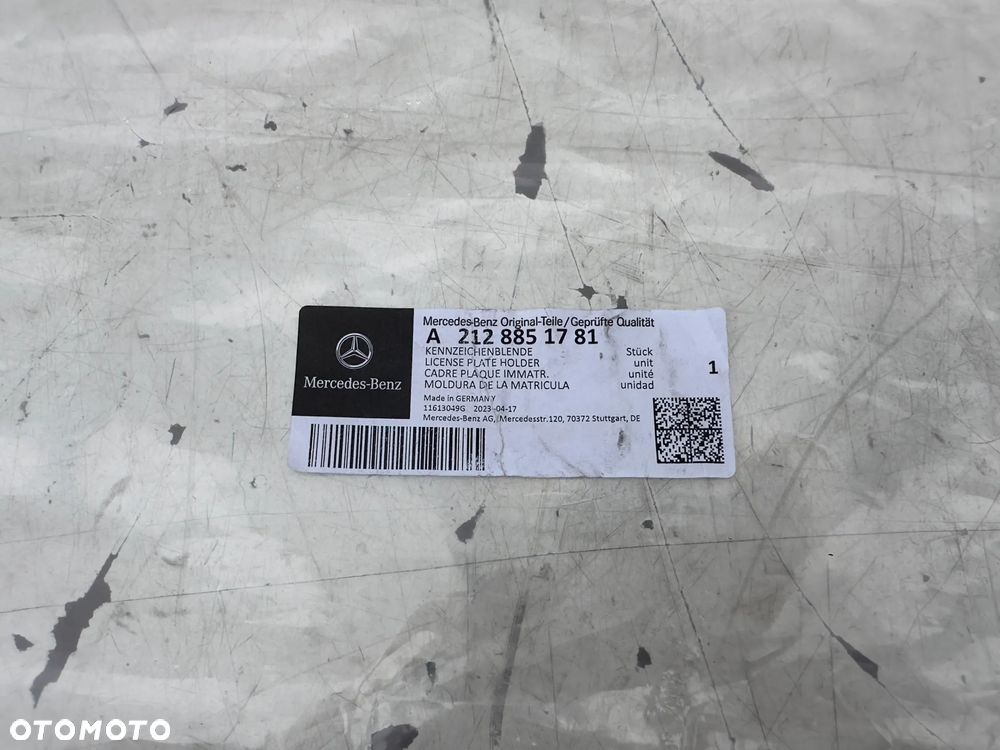 Mercedes-Benz Original-Teile/Geprüfte Qualität
A 212 885 17 81
KENNZEICHENBLENDE Stück
LICENSE PLATE HOLDER unit
CADRE PLAQUE IMMATR. unité
MOLDURA DE LA MATRICULA unidad
1
Made in GERMANY
11613049G 2023-04-17
Mercedes-Benz AG, Mercedesstr.120, 70372 Stuttgart, DE
Mercedes-Benz
OTOMOTO